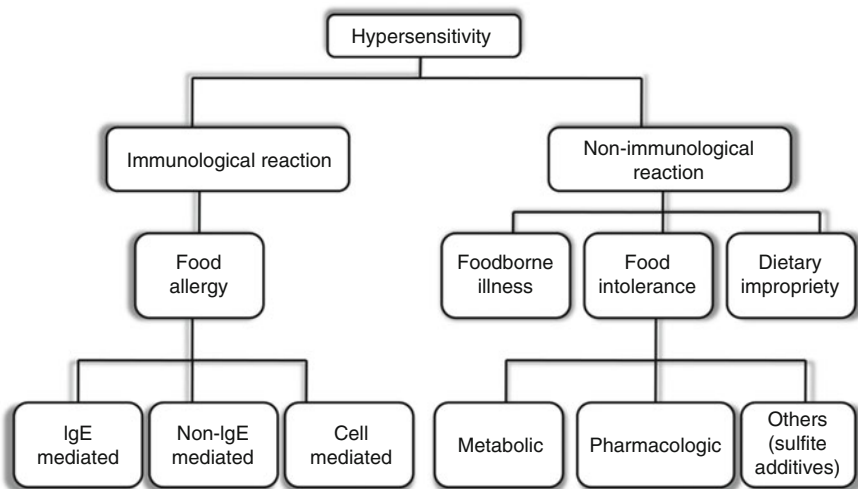 Hypersensitivity
Immunological reaction
Non-immunological
reaction
Food
allergy
Foodborne
illness
Food
intolerance
Dietary
impropriety
IgE
mediated
Non-IgE
mediated
Cell
mediated
Metabolic
Pharmacologic
Others
(sulfite
additives)